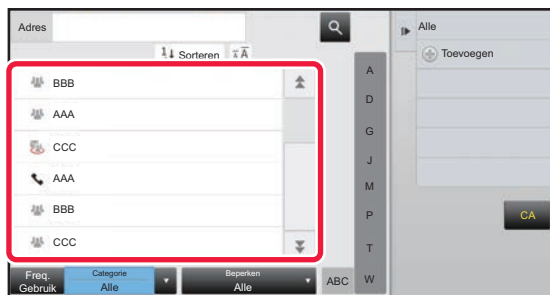 Adres
Sorteren
BBB
AAA
CCC
AAA
BBB
CCC
A
D
G
J
M
P
T
W
Freq.
Gebruik
Categorie
Alle
Beperken
Alle
ABC
Alle
Toevoegen
CA